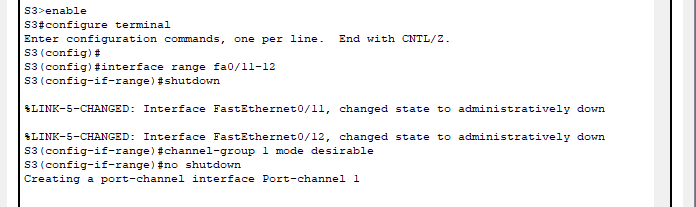 S3>enable
S3#configure terminal
Enter configuration commands, one per line.  End with CNTL/Z.
S3(config)#
S3(config)#interface range fa0/11-12
S3(config-if-range)#shutdown
%LINK-5-CHANGED: Interface FastEthernet0/11, changed state to administratively down
%LINK-5-CHANGED: Interface FastEthernet0/12, changed state to administratively down
S3(config-if-range)#channel-group 1 mode desirable
S3(config-if-range)#no shutdown
Creating a port-channel interface Port-channel 1